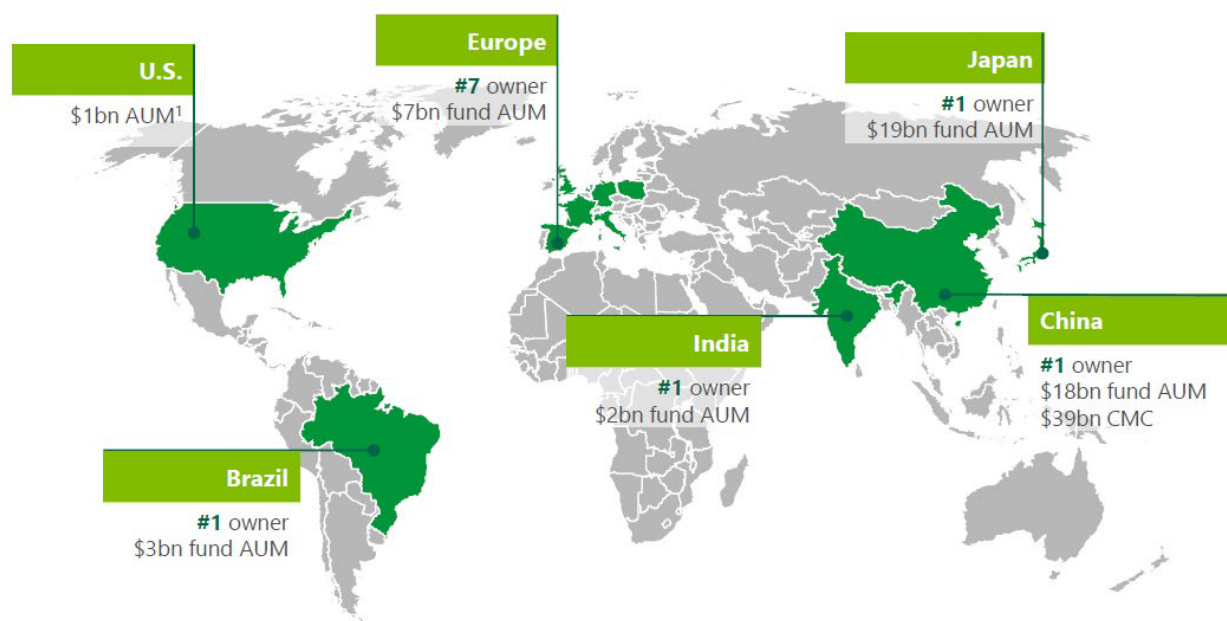 U.S.
$1bn AUM¹
Europe
#7 owner
$7bn fund AUM
Japan
#1 owner
$19bn fund AUM
India
#1 owner
$2bn fund AUM
China
#1 owner
$18bn fund AUM
$39bn CMC
Brazil
#1 owner
$3bn fund AUM